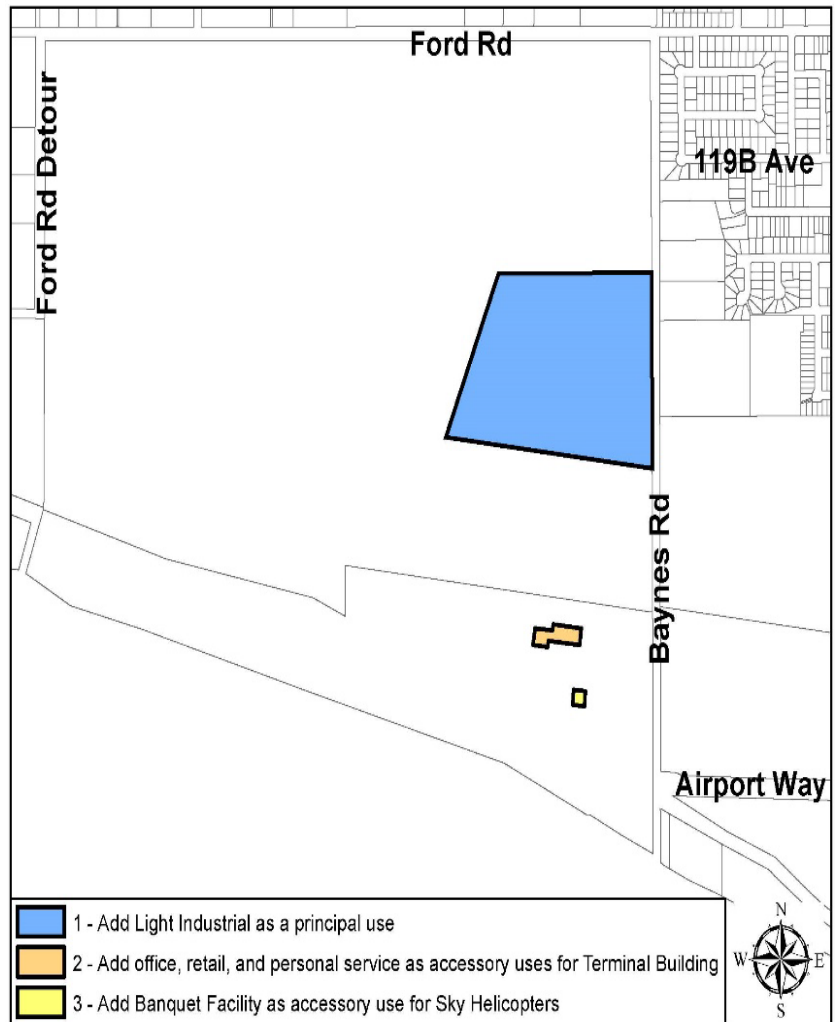 Ford Rd
Ford Rd Detour
119B Ave
Baynes Rd
Airport Way
1 - Add Light Industrial as a principal use
2 - Add office, retail, and personal service as accessory uses for Terminal Building
3 - Add Banquet Facility as accessory use for Sky Helicopters
N
W
E
S